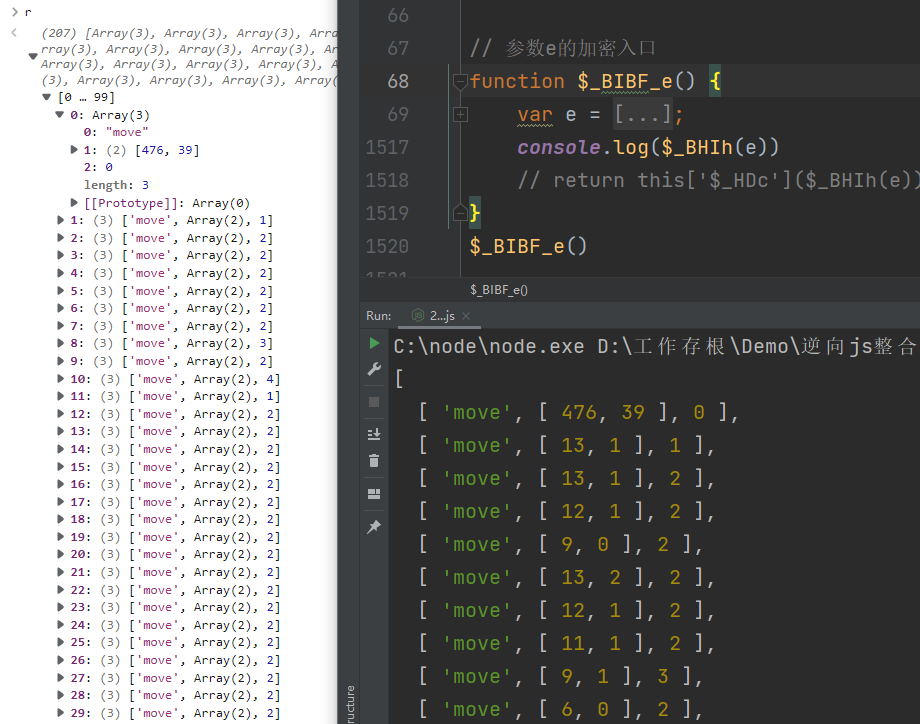 r
(207) [Array(3), Array(3), Array(3), Arra
rray(3), Array(3), Array(3), Array(3), Ar
Array(3), Array(3), Array(3), Array(3), A
(3), Array(3), Array(3), Array(3), Array(
[0 … 99]
0: Array(3)
0: "move"
1: (2) [476, 39]
2: 0
length: 3
[[Prototype]]: Array(0)
1: (3) ['move', Array(2), 1]
2: (3) ['move', Array(2), 2]
3: (3) ['move', Array(2), 2]
4: (3) ['move', Array(2), 2]
5: (3) ['move', Array(2), 2]
6: (3) ['move', Array(2), 2]
7: (3) ['move', Array(2), 2]
8: (3) ['move', Array(2), 3]
9: (3) ['move', Array(2), 2]
10: (3) ['move', Array(2), 4]
11: (3) ['move', Array(2), 1]
12: (3) ['move', Array(2), 2]
13: (3) ['move', Array(2), 2]
14: (3) ['move', Array(2), 2]
15: (3) ['move', Array(2), 2]
16: (3) ['move', Array(2), 2]
17: (3) ['move', Array(2), 2]
18: (3) ['move', Array(2), 2]
19: (3) ['move', Array(2), 2]
20: (3) ['move', Array(2), 2]
21: (3) ['move', Array(2), 2]
22: (3) ['move', Array(2), 2]
23: (3) ['move', Array(2), 2]
24: (3) ['move', Array(2), 2]
25: (3) ['move', Array(2), 2]
26: (3) ['move', Array(2), 2]
27: (3) ['move', Array(2), 2]
28: (3) ['move', Array(2), 2]
29: (3) ['move', Array(2), 2]
66
67 // 参数e的加密入口
68 function $_BIBF_e() {
69 var e = [...];
1517 console.log($_BHIh(e))
1518 // return this['$_HDc']($_BHIh(e))
1519 }
1520 $_BIBF_e()
$_BIBF_e()
Run: 2...js
C:\node\node.exe D:\工作存根\Demo\逆向js整合
[
[ 'move', [ 476, 39 ], 0 ],
[ 'move', [ 13, 1 ], 1 ],
[ 'move', [ 13, 1 ], 2 ],
[ 'move', [ 12, 1 ], 2 ],
[ 'move', [ 9, 0 ], 2 ],
[ 'move', [ 13, 2 ], 2 ],
[ 'move', [ 12, 1 ], 2 ],
[ 'move', [ 11, 1 ], 2 ],
[ 'move', [ 9, 1 ], 3 ],
[ 'move', [ 6, 0 ], 2 ],
ructure